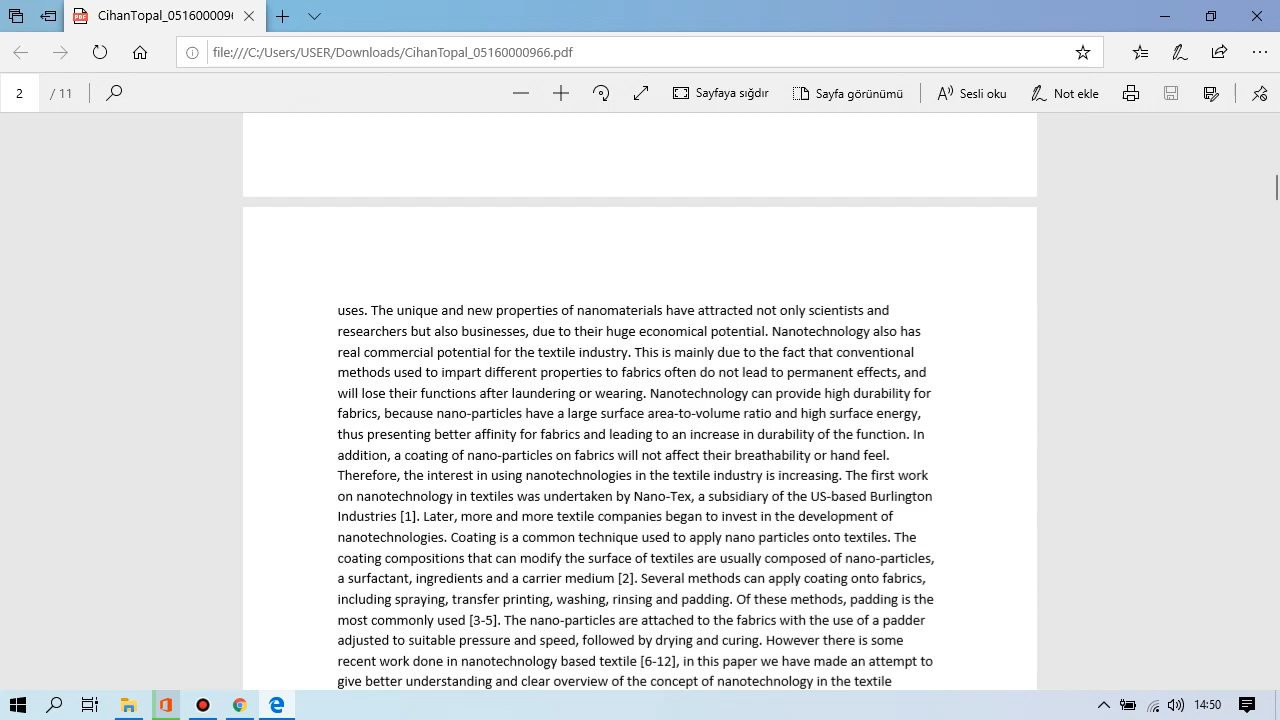 CihanTopal_0516000096
file:///C:/Users/USER/Downloads/CihanTopal_05160000966.pdf
2 / 11 Sayfaya sığdır Sayfa görünümü Sesli oku Not ekle
uses. The unique and new properties of nanomaterials have attracted not only scientists and
researchers but also businesses, due to their huge economical potential. Nanotechnology also has
real commercial potential for the textile industry. This is mainly due to the fact that conventional
methods used to impart different properties to fabrics often do not lead to permanent effects, and
will lose their functions after laundering or wearing. Nanotechnology can provide high durability for
fabrics, because nano-particles have a large surface area-to-volume ratio and high surface energy,
thus presenting better affinity for fabrics and leading to an increase in durability of the function. In
addition, a coating of nano-particles on fabrics will not affect their breathability or hand feel.
Therefore, the interest in using nanotechnologies in the textile industry is increasing. The first work
on nanotechnology in textiles was undertaken by Nano-Tex, a subsidiary of the US-based Burlington
Industries [1]. Later, more and more textile companies began to invest in the development of
nanotechnologies. Coating is a common technique used to apply nano particles onto textiles. The
coating compositions that can modify the surface of textiles are usually composed of nano-particles,
a surfactant, ingredients and a carrier medium [2]. Several methods can apply coating onto fabrics,
including spraying, transfer printing, washing, rinsing and padding. Of these methods, padding is the
most commonly used [3-5]. The nano-particles are attached to the fabrics with the use of a padder
adjusted to suitable pressure and speed, followed by drying and curing. However there is some
recent work done in nanotechnology based textile [6-12], in this paper we have made an attempt to
give better understanding and clear overview of the concept of nanotechnology in the textile
14:50